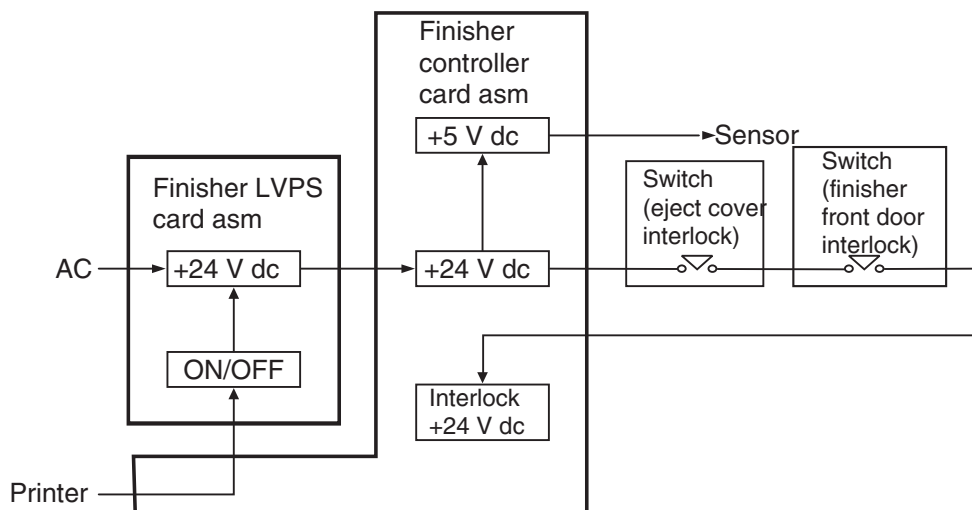 Finisher
controller
card asm
+5 V dc
Sensor
Finisher LVPS
card asm
Switch
(eject cover
interlock)
Switch
(finisher
front door
interlock)
AC
+24 V dc
+24 V dc
ON/OFF
Interlock
+24 V dc
Printer